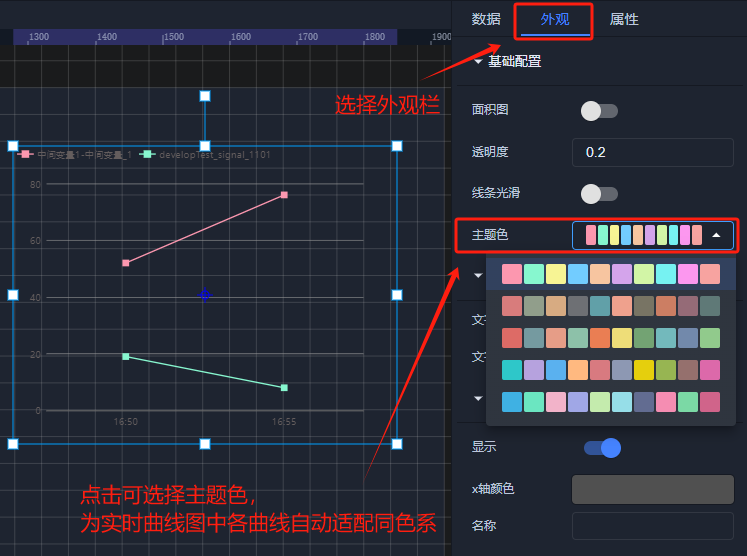 数据 外观 属性
1300 1400 1500 1600 1700 1800 1900
基础配置
选择外观栏
面积图
透明度 0.2
中间变量1-中间变量_1 developTest_signal_1101
线条光滑
80
主题色
60
40
文
20
文
0
16:50 16:55
显示
点击可选择主题色，
x轴颜色
为实时曲线图中各曲线自动适配同色系
名称